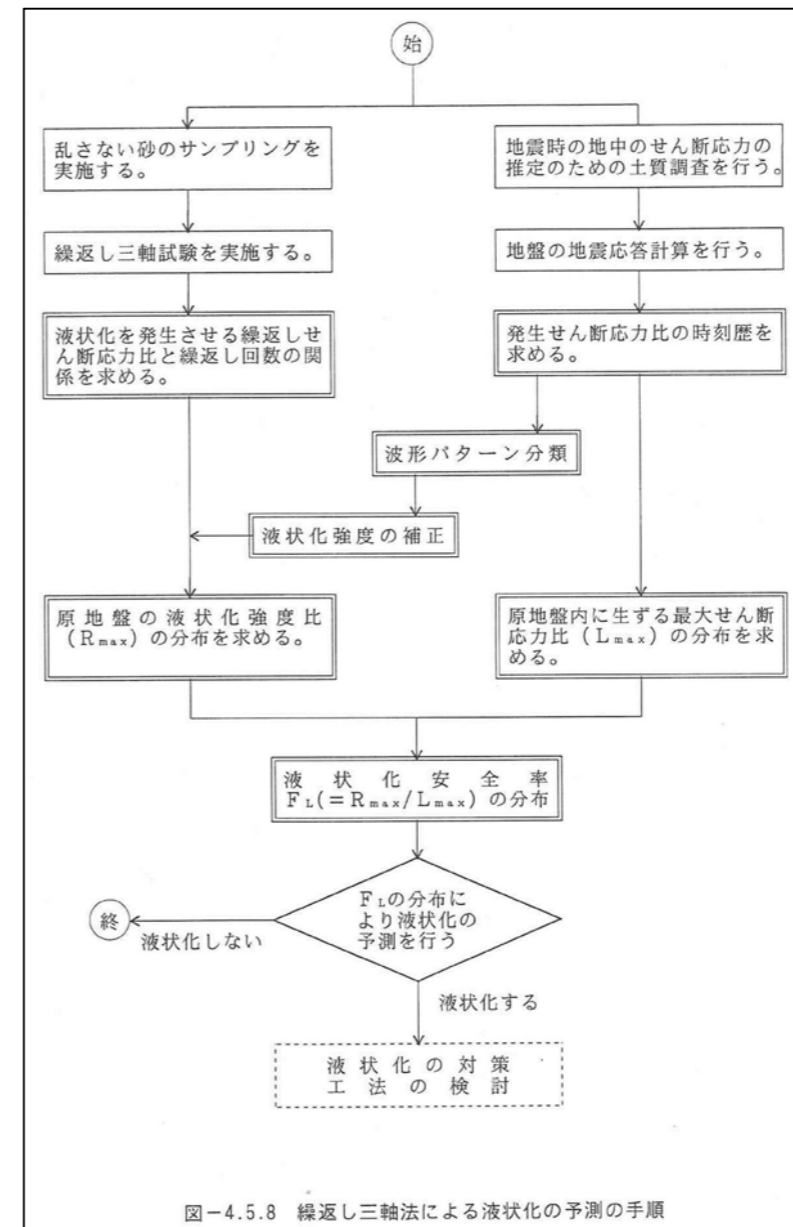 始
乱さない砂のサンプリングを
実施する。
地震時の地中のせん断応力の
推定のための土質調査を行う。
繰返し三軸試験を実施する。
地盤の地震応答計算を行う。
液状化を発生させる繰返しせ
ん断応力比と繰返し回数の関
係を求める。
発生せん断応力比の時刻歴を
求める。
波形パターン分類
液状化強度の補正
原地盤の液状化強度比
(Rmax)の分布を求める。
原地盤内に生ずる最大せん断
応力比(Lmax)の分布を求
める。
液状化安全率
FL(=Rmax/Lmax)の分布
FLの分布に
より液状化の
予測を行う
終
液状化しない
液状化する
液状化の対策
工法の検討
図-4.5.8 繰返し三軸法による液状化の予測の手順